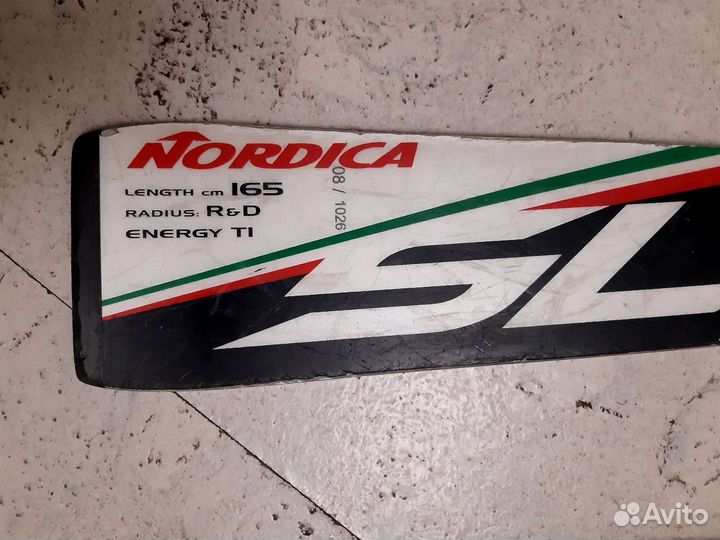 NORDICA
LENGTH cm 165
RADIUS: R&D
ENERGY TI
08 / 1026
SL
Avito